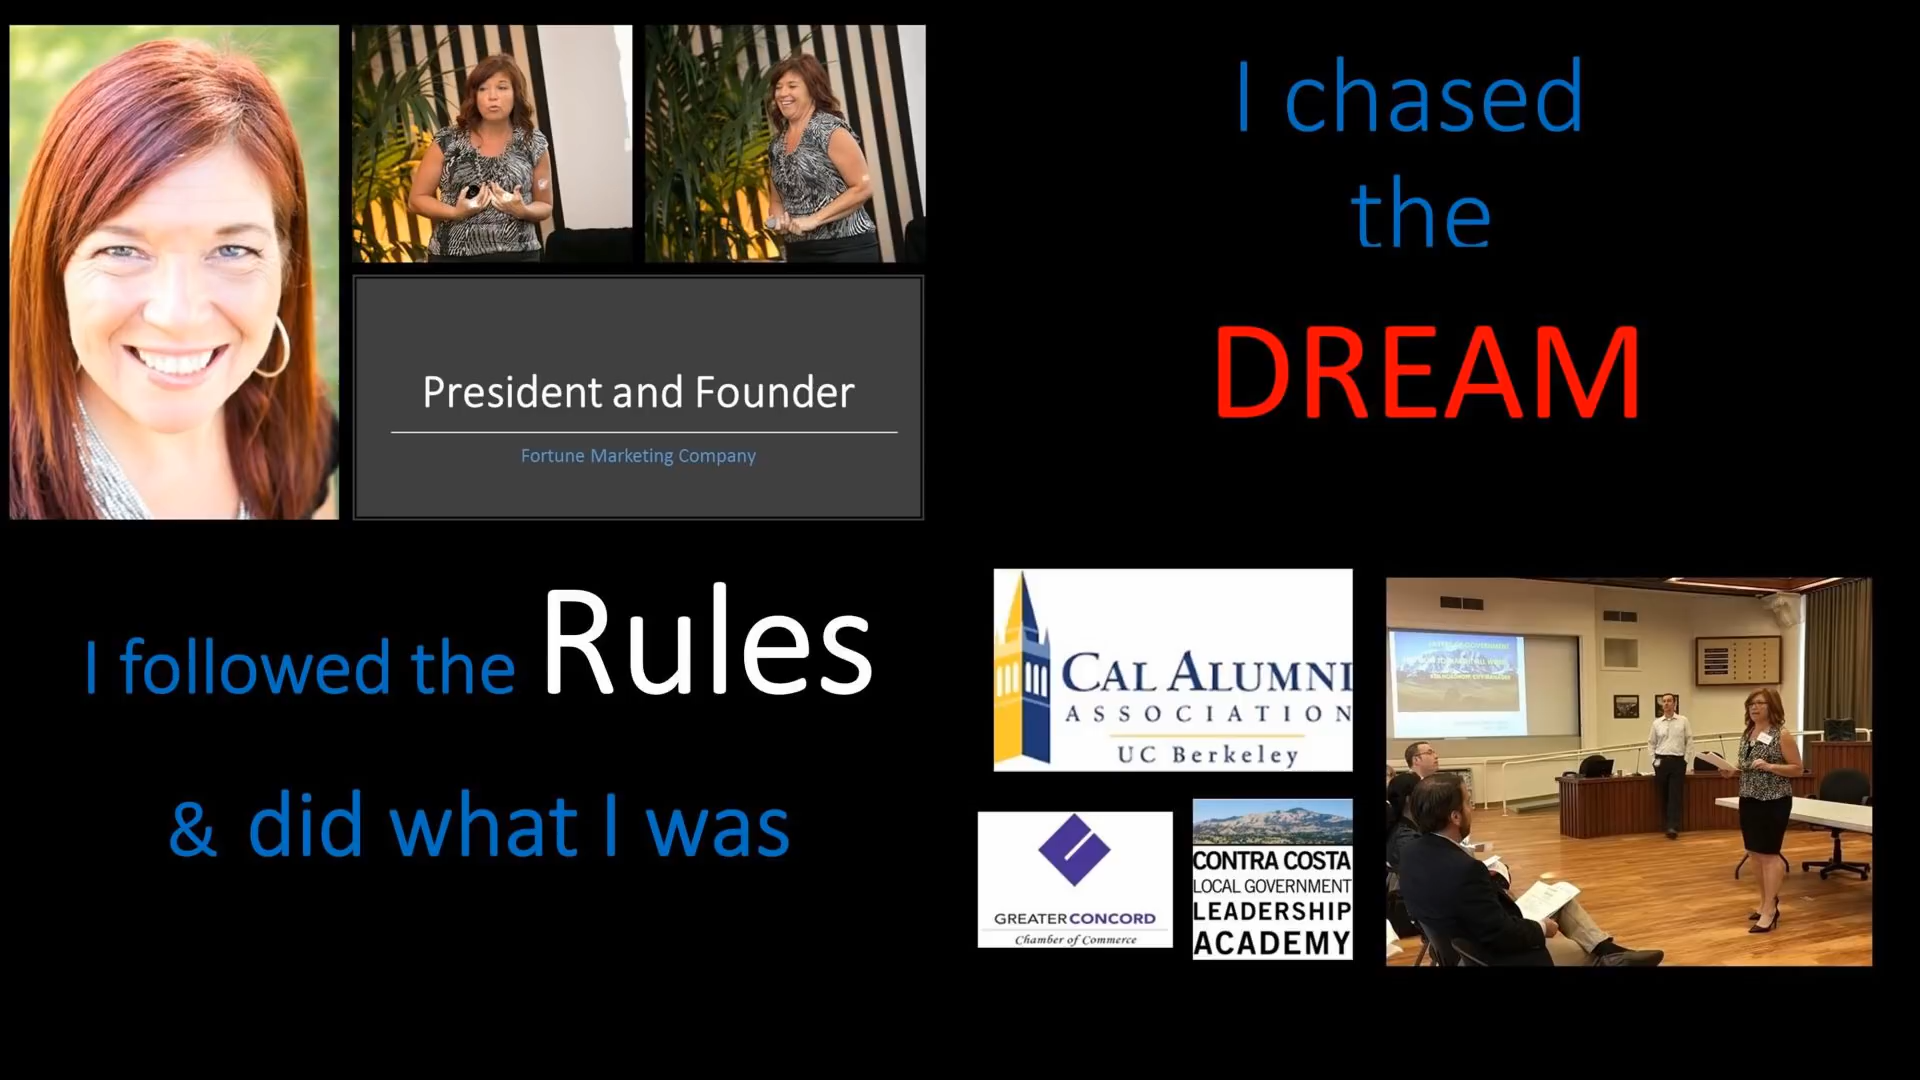 President and Founder
Fortune Marketing Company
I chased
the
DREAM
I followed the Rules
& did what I was
CAL ALUMNI
ASSOCIATION
UC Berkeley
GREATER CONCORD
Chamber of Commerce
CONTRA COSTA
LOCAL GOVERNMENT
LEADERSHIP
ACADEMY